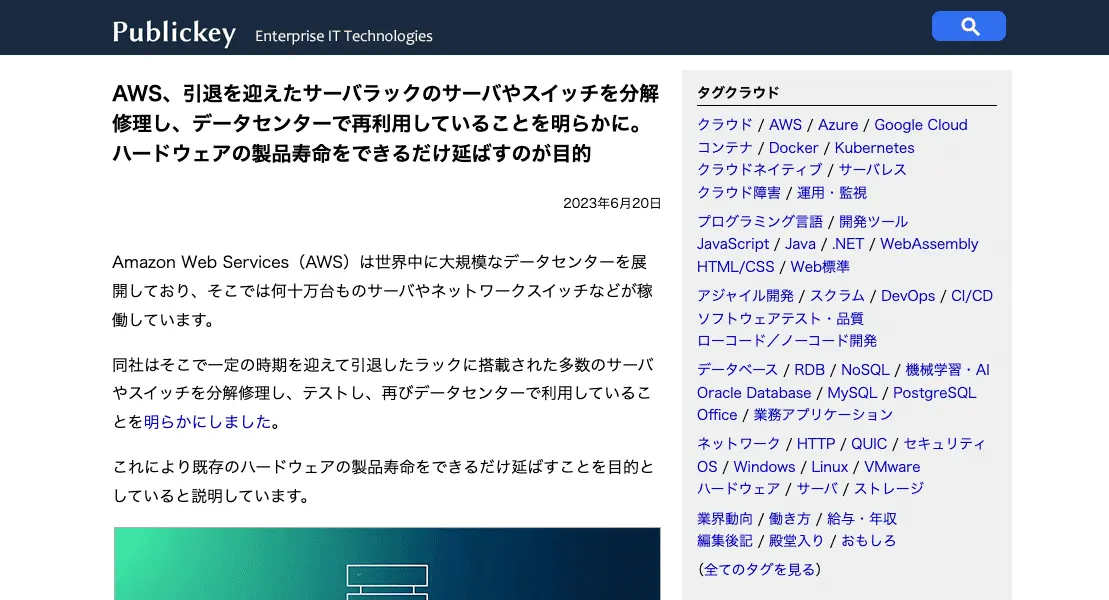 Publickey Enterprise IT Technologies
AWS、引退を迎えたサーバラックのサーバやスイッチを分解
修理し、データセンターで再利用していることを明らかに。
ハードウェアの製品寿命をできるだけ延ばすのが目的
2023年6月20日
Amazon Web Services（AWS）は世界中に大規模なデータセンターを展
開しており、そこでは何十万台ものサーバやネットワークスイッチなどが稼
働しています。
同社はそこで一定の時期を迎えて引退したラックに搭載された多数のサーバ
やスイッチを分解修理し、テストし、再びデータセンターで利用しているこ
とを明らかにしました。
これにより既存のハードウェアの製品寿命をできるだけ延ばすことを目的と
していると説明しています。
タグクラウド
クラウド / AWS / Azure / Google Cloud
コンテナ / Docker / Kubernetes
クラウドネイティブ / サーバレス
クラウド障害 / 運用・監視
プログラミング言語 / 開発ツール
JavaScript / Java / .NET / WebAssembly
HTML/CSS / Web標準
アジャイル開発 / スクラム / DevOps / CI/CD
ソフトウェアテスト・品質
ローコード／ノーコード開発
データベース / RDB / NoSQL / 機械学習・AI
Oracle Database / MySQL / PostgreSQL
Office / 業務アプリケーション
ネットワーク / HTTP / QUIC / セキュリティ
OS / Windows / Linux / VMware
ハードウェア / サーバ / ストレージ
業界動向 / 働き方 / 給与・年収
編集後記 / 殿堂入り / おもしろ
（全てのタグを見る）